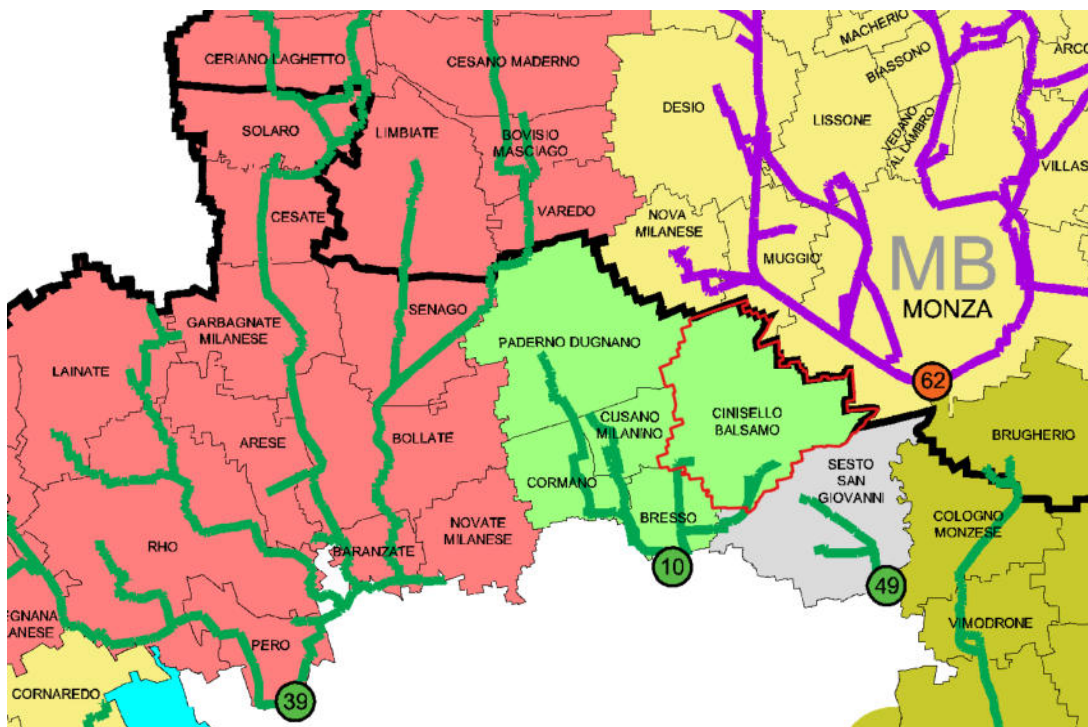 CERIANO LAGHETTO
CESANO MADERNO
MACHERIO
BIASSONO
ARCO
DESIO
LISSONE
VEDANO
AL LAMBRO
SOLARO
LIMBIATE
BOVISIO
MASCIAGO
VILLAS
CESATE
VAREDO
NOVA
MILANESE
MUGGIO'
MB
MONZA
GARBAGNATE
MILANESE
SENAGO
PADERNO DUGNANO
LAINATE
62
CINISELLO
BALSAMO
CUSANO
MILANINO
ARESE
BOLLATE
BRUGHERIO
SESTO
SAN
GIOVANNI
CORMANO
BRESSO
COLOGNO
MONZESE
NOVATE
MILANESE
RHO
BARANZATE
10
49
EGNANA
ANESE
VIMODRONE
PERO
CORNAREDO
39